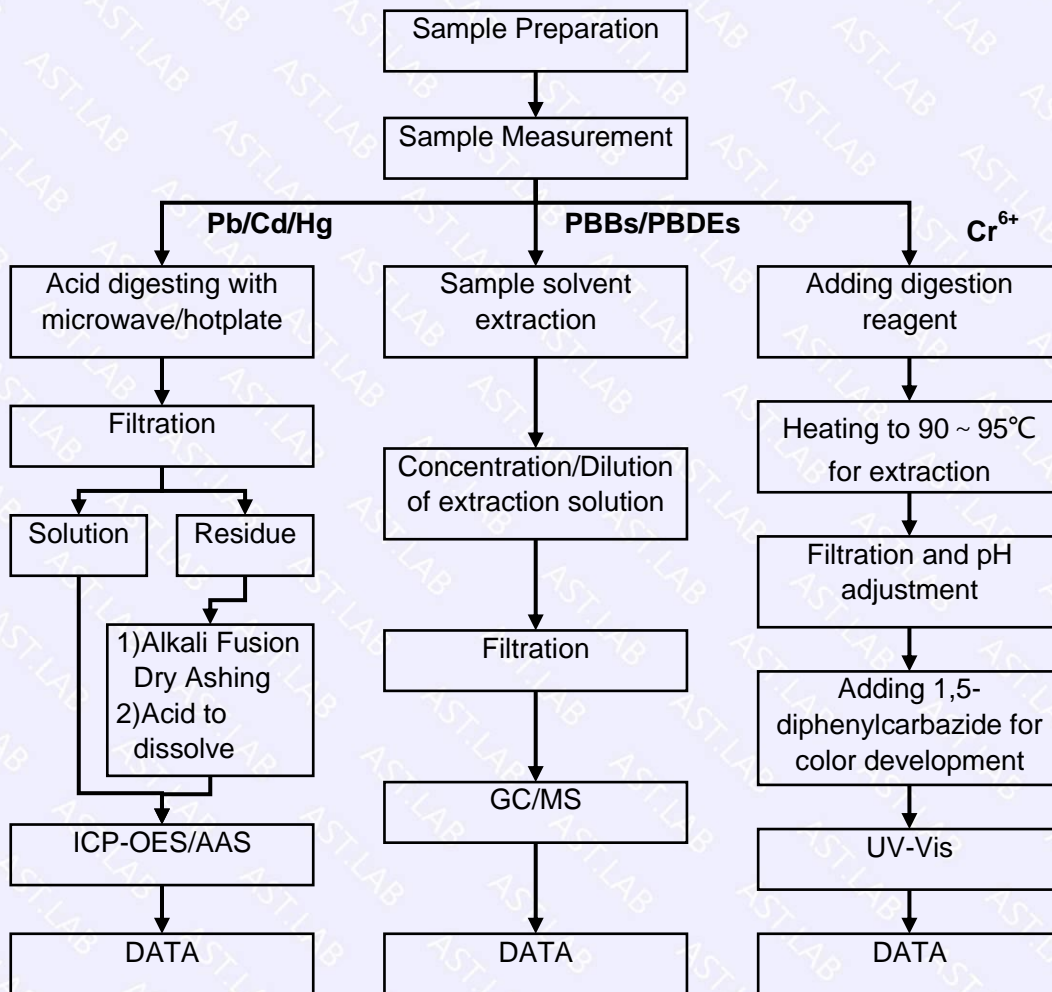 Sample Preparation
Sample Measurement
Pb/Cd/Hg
Acid digesting with
microwave/hotplate
Filtration
Solution
Residue
1)Alkali Fusion
Dry Ashing
2)Acid to
dissolve
ICP-OES/AAS
DATA
PBBs/PBDEs
Sample solvent
extraction
Concentration/Dilution
of extraction solution
Filtration
GC/MS
DATA
Cr6+
Adding digestion
reagent
Heating to 90 ~ 95℃
for extraction
Filtration and pH
adjustment
Adding 1,5-
diphenylcarbazide for
color development
UV-Vis
DATA
AST.LAB